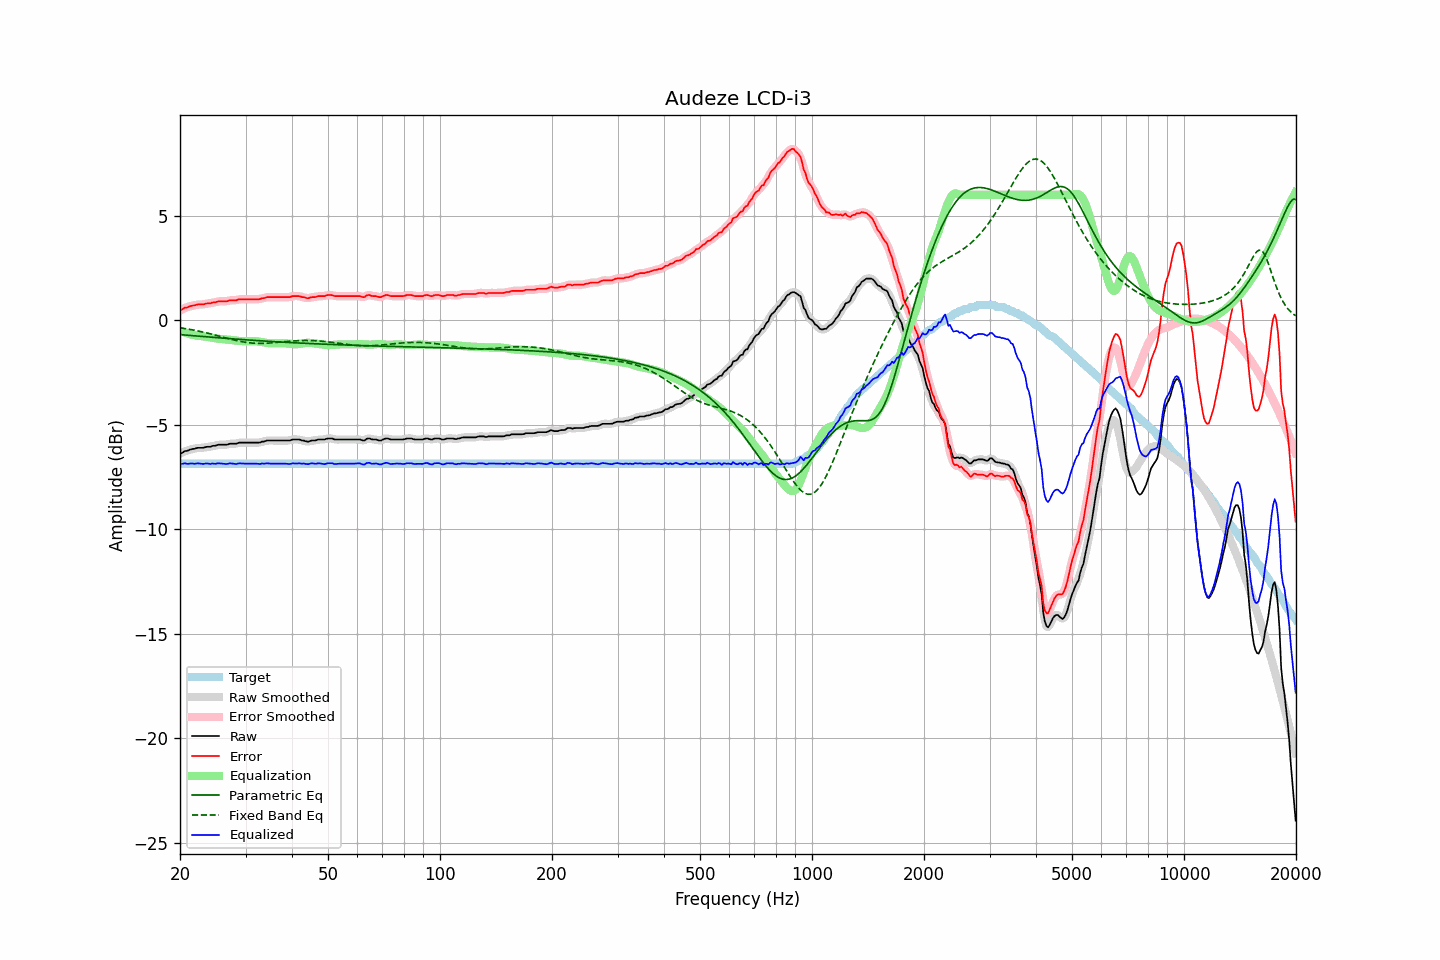 Audeze LCD-i3
Amplitude (dBr)
5
0
−5
−10
−15
−20
−25
Target
Raw Smoothed
Error Smoothed
Raw
Error
Equalization
Parametric Eq
Fixed Band Eq
Equalized
20 50 100 200 500 1000 2000 5000 10000 20000
Frequency (Hz)